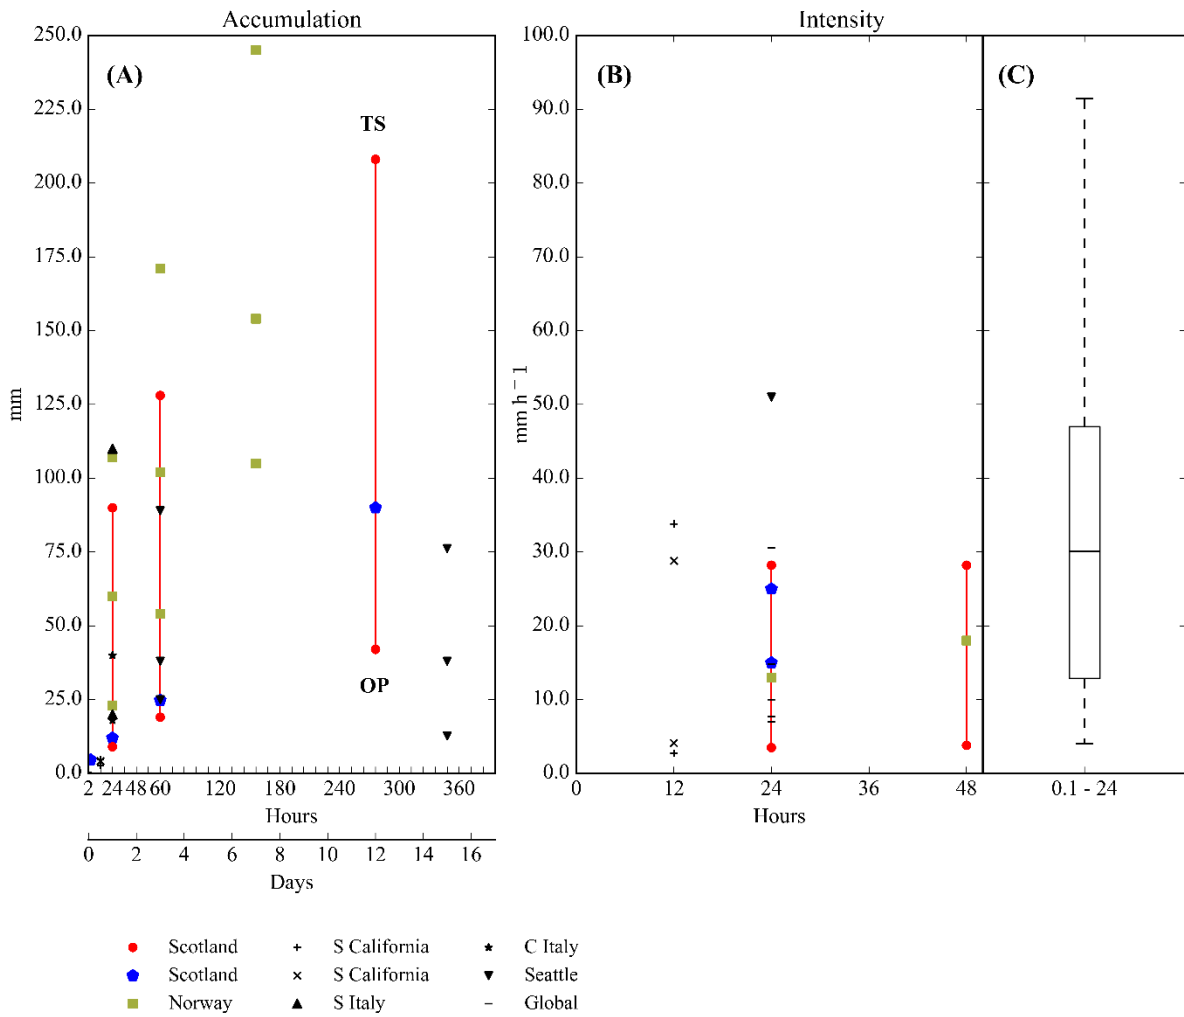 Accumulation
Intensity
250.0
225.0
200.0
175.0
150.0
125.0
100.0
75.0
50.0
25.0
0.0
mm
(A)
TS
OP
2 24 48 60 120 180 240 300 360
Hours
0 2 4 6 8 10 12 14 16
Days
100.0
90.0
80.0
70.0
60.0
50.0
40.0
30.0
20.0
10.0
0.0
mm h − 1
(B)
0 12 24 36 48
Hours
(C)
0.1 - 24
Scotland
S California
C Italy
Scotland
S California
Seattle
Norway
S Italy
Global